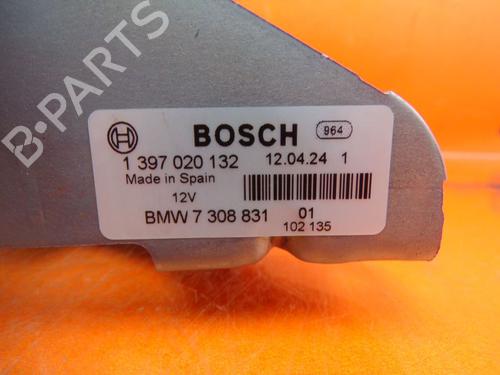 B-PARTS
BOSCH 964
1 397 020 132 12.04.24 1
Made in Spain
12V
BMW 7 308 831 01
102 135